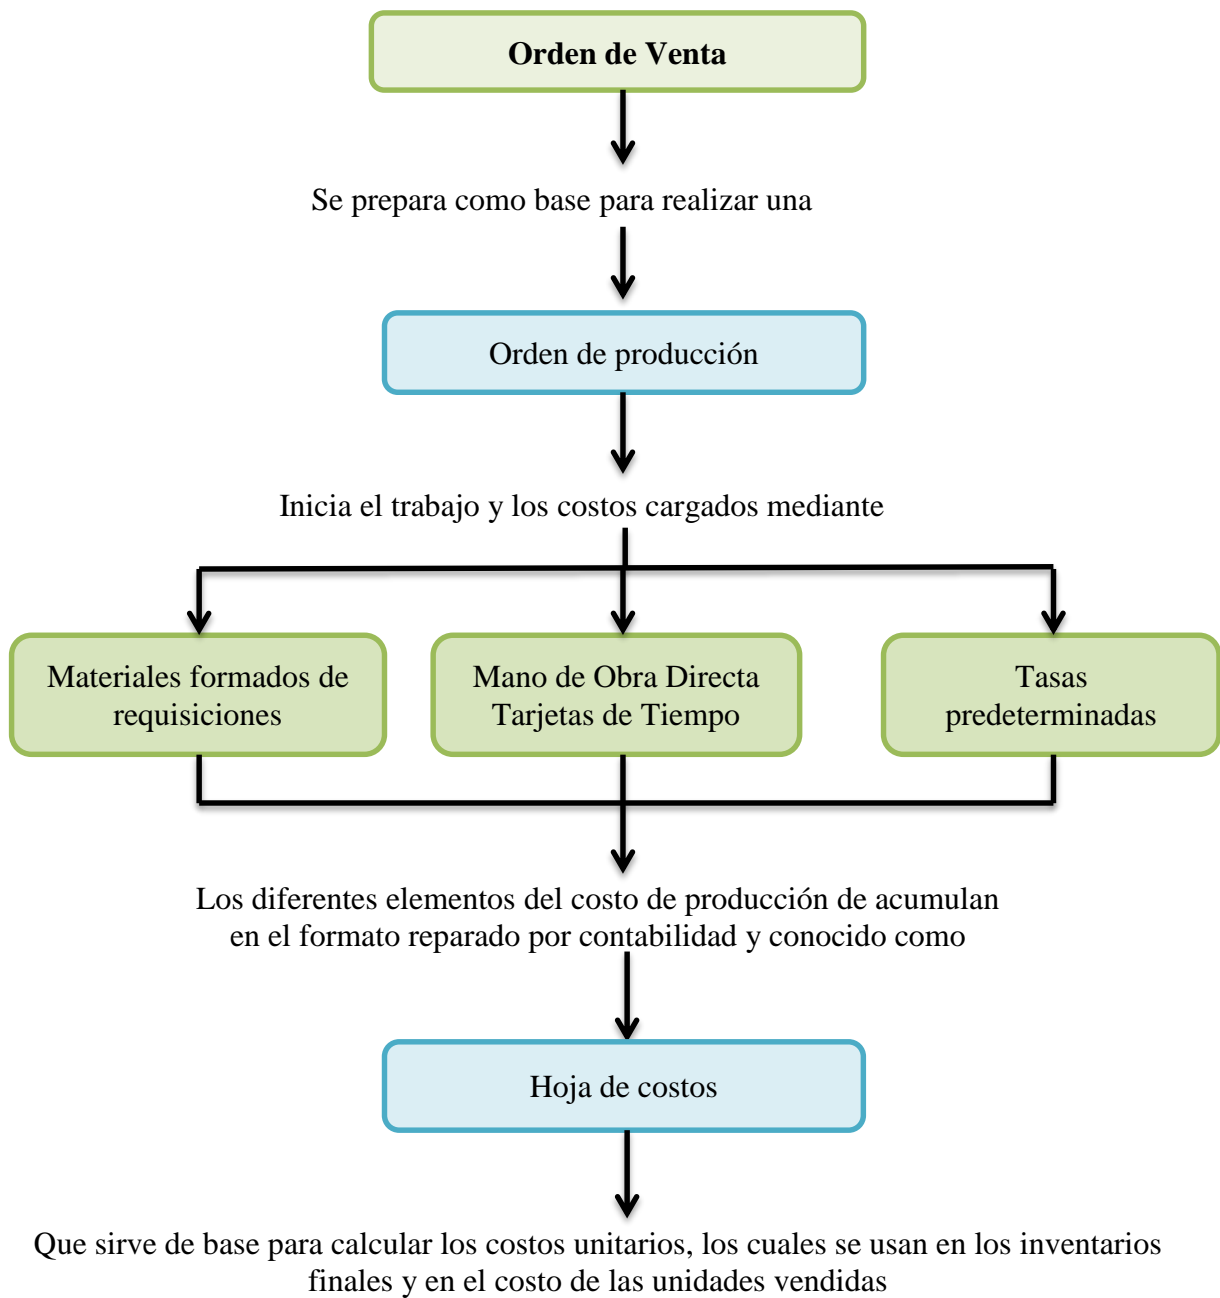 Orden de Venta
Se prepara como base para realizar una
Orden de producción
Inicia el trabajo y los costos cargados mediante
Materiales formados de
requisiciones
Mano de Obra Directa
Tarjetas de Tiempo
Tasas
predeterminadas
Los diferentes elementos del costo de producción de acumulan
en el formato reparado por contabilidad y conocido como
Hoja de costos
Que sirve de base para calcular los costos unitarios, los cuales se usan en los inventarios
finales y en el costo de las unidades vendidas